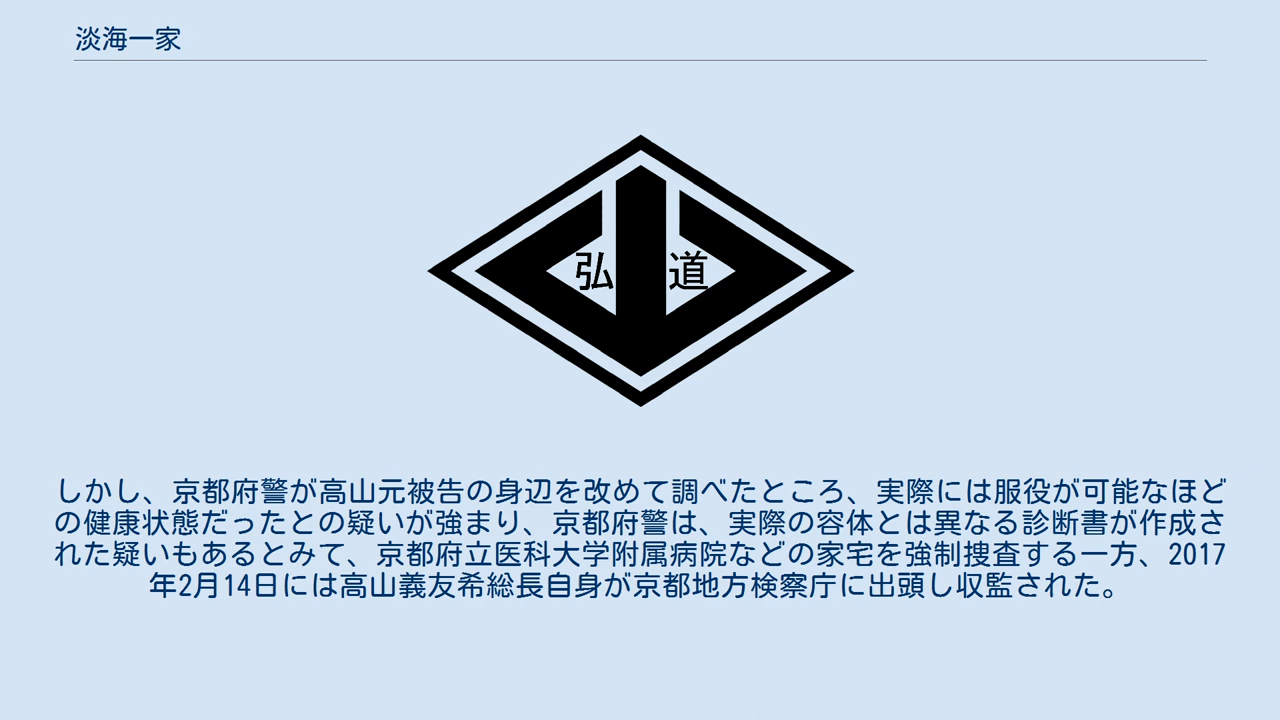 淡海一家
弘 道
しかし、京都府警が高山元被告の身辺を改めて調べたところ、実際には服役が可能なほど
の健康状態だったとの疑いが強まり、京都府警は、実際の容体とは異なる診断書が作成さ
れた疑いもあるとみて、京都府立医科大学附属病院などの家宅を強制捜査する一方、2017
年2月14日には高山義友希総長自身が京都地方検察庁に出頭し収監された。